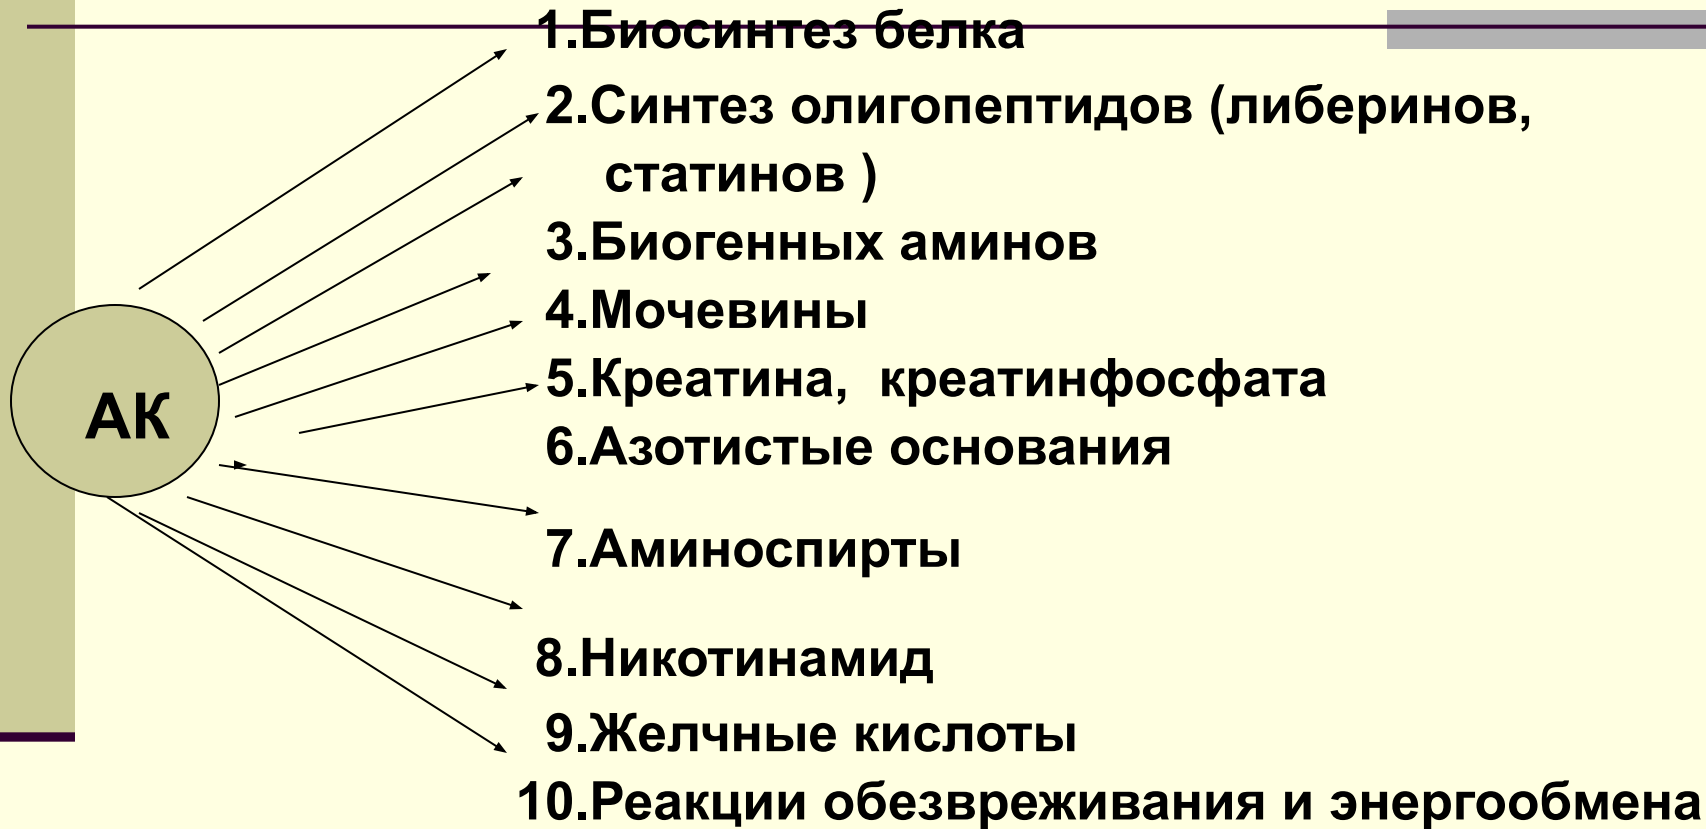 1.Биосинтез белка
2.Синтез олигопептидов (либеринов,
статинов )
3.Биогенных аминов
4.Мочевины
5.Креатина, креатинфосфата
АК
6.Азотистые основания
7.Аминоспирты
8.Никотинамид
9.Желчные кислоты
10.Реакции обезвреживания и энергообмена